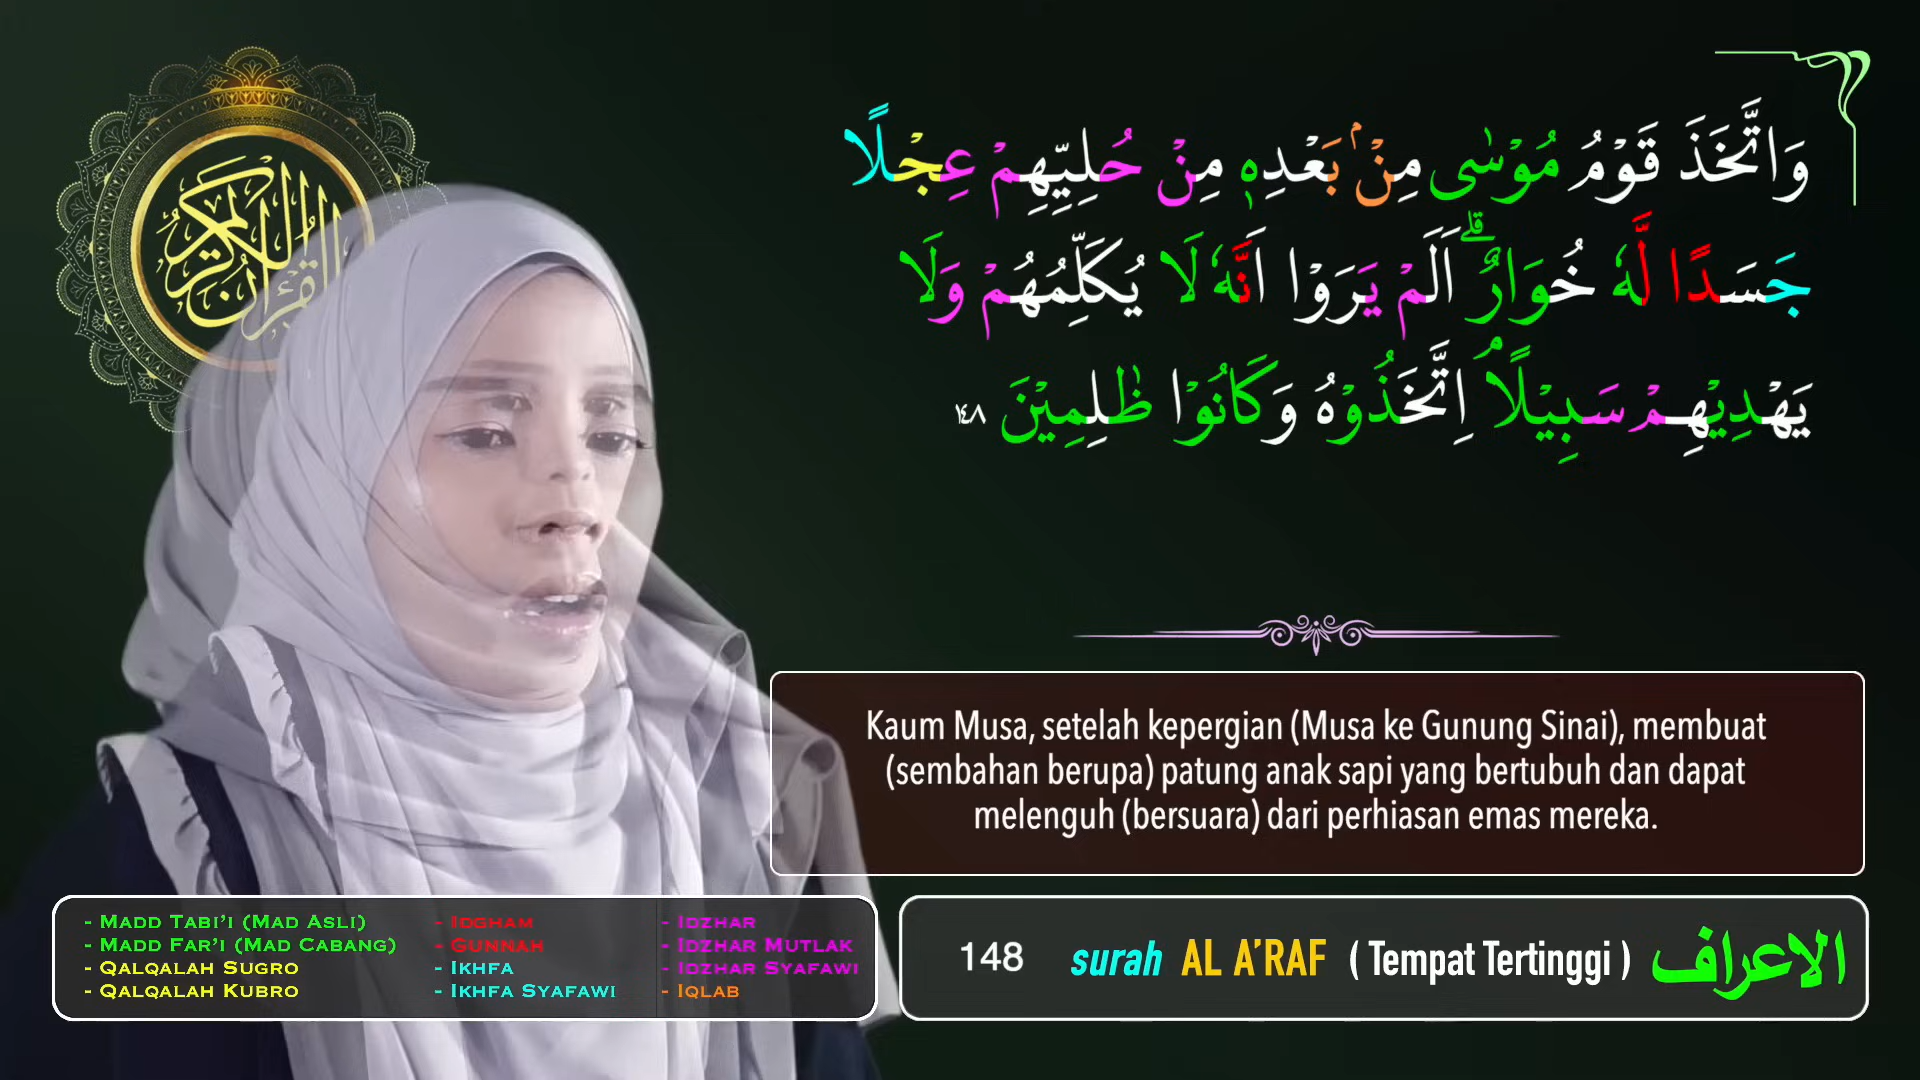 القرآن الكريم
وَاتَّخَذَ قَوْمُ مُوْسٰى مِنْۢ بَعْدِهٖ مِنْ حُلِيِّهِمْ عِجْلًا
جَسَدًا لَّهٗ خُوَارٌۗ اَلَمْ يَرَوْا اَنَّهٗ لَا يُكَلِّمُهُمْ وَلَا
يَهْدِيْهِمْ سَبِيْلًاۘ اِتَّخَذُوْهُ وَكَانُوْا ظٰلِمِيْنَ ١٤٨
Kaum Musa, setelah kepergian (Musa ke Gunung Sinai), membuat
(sembahan berupa) patung anak sapi yang bertubuh dan dapat
melenguh (bersuara) dari perhiasan emas mereka.
- Madd Tabi'i (Mad Asli)
- Madd Far'i (Mad Cabang)
- Qalqalah Sugro
- Qalqalah Kubro
- Idgham
- Gunnah
- Ikhfa
- Ikhfa Syafawi
- Idzhar
- Idzhar Mutlak
- Idzhar Syafawi
- Iqlab
148 surah AL A'RAF ( Tempat Tertinggi ) الاعراف